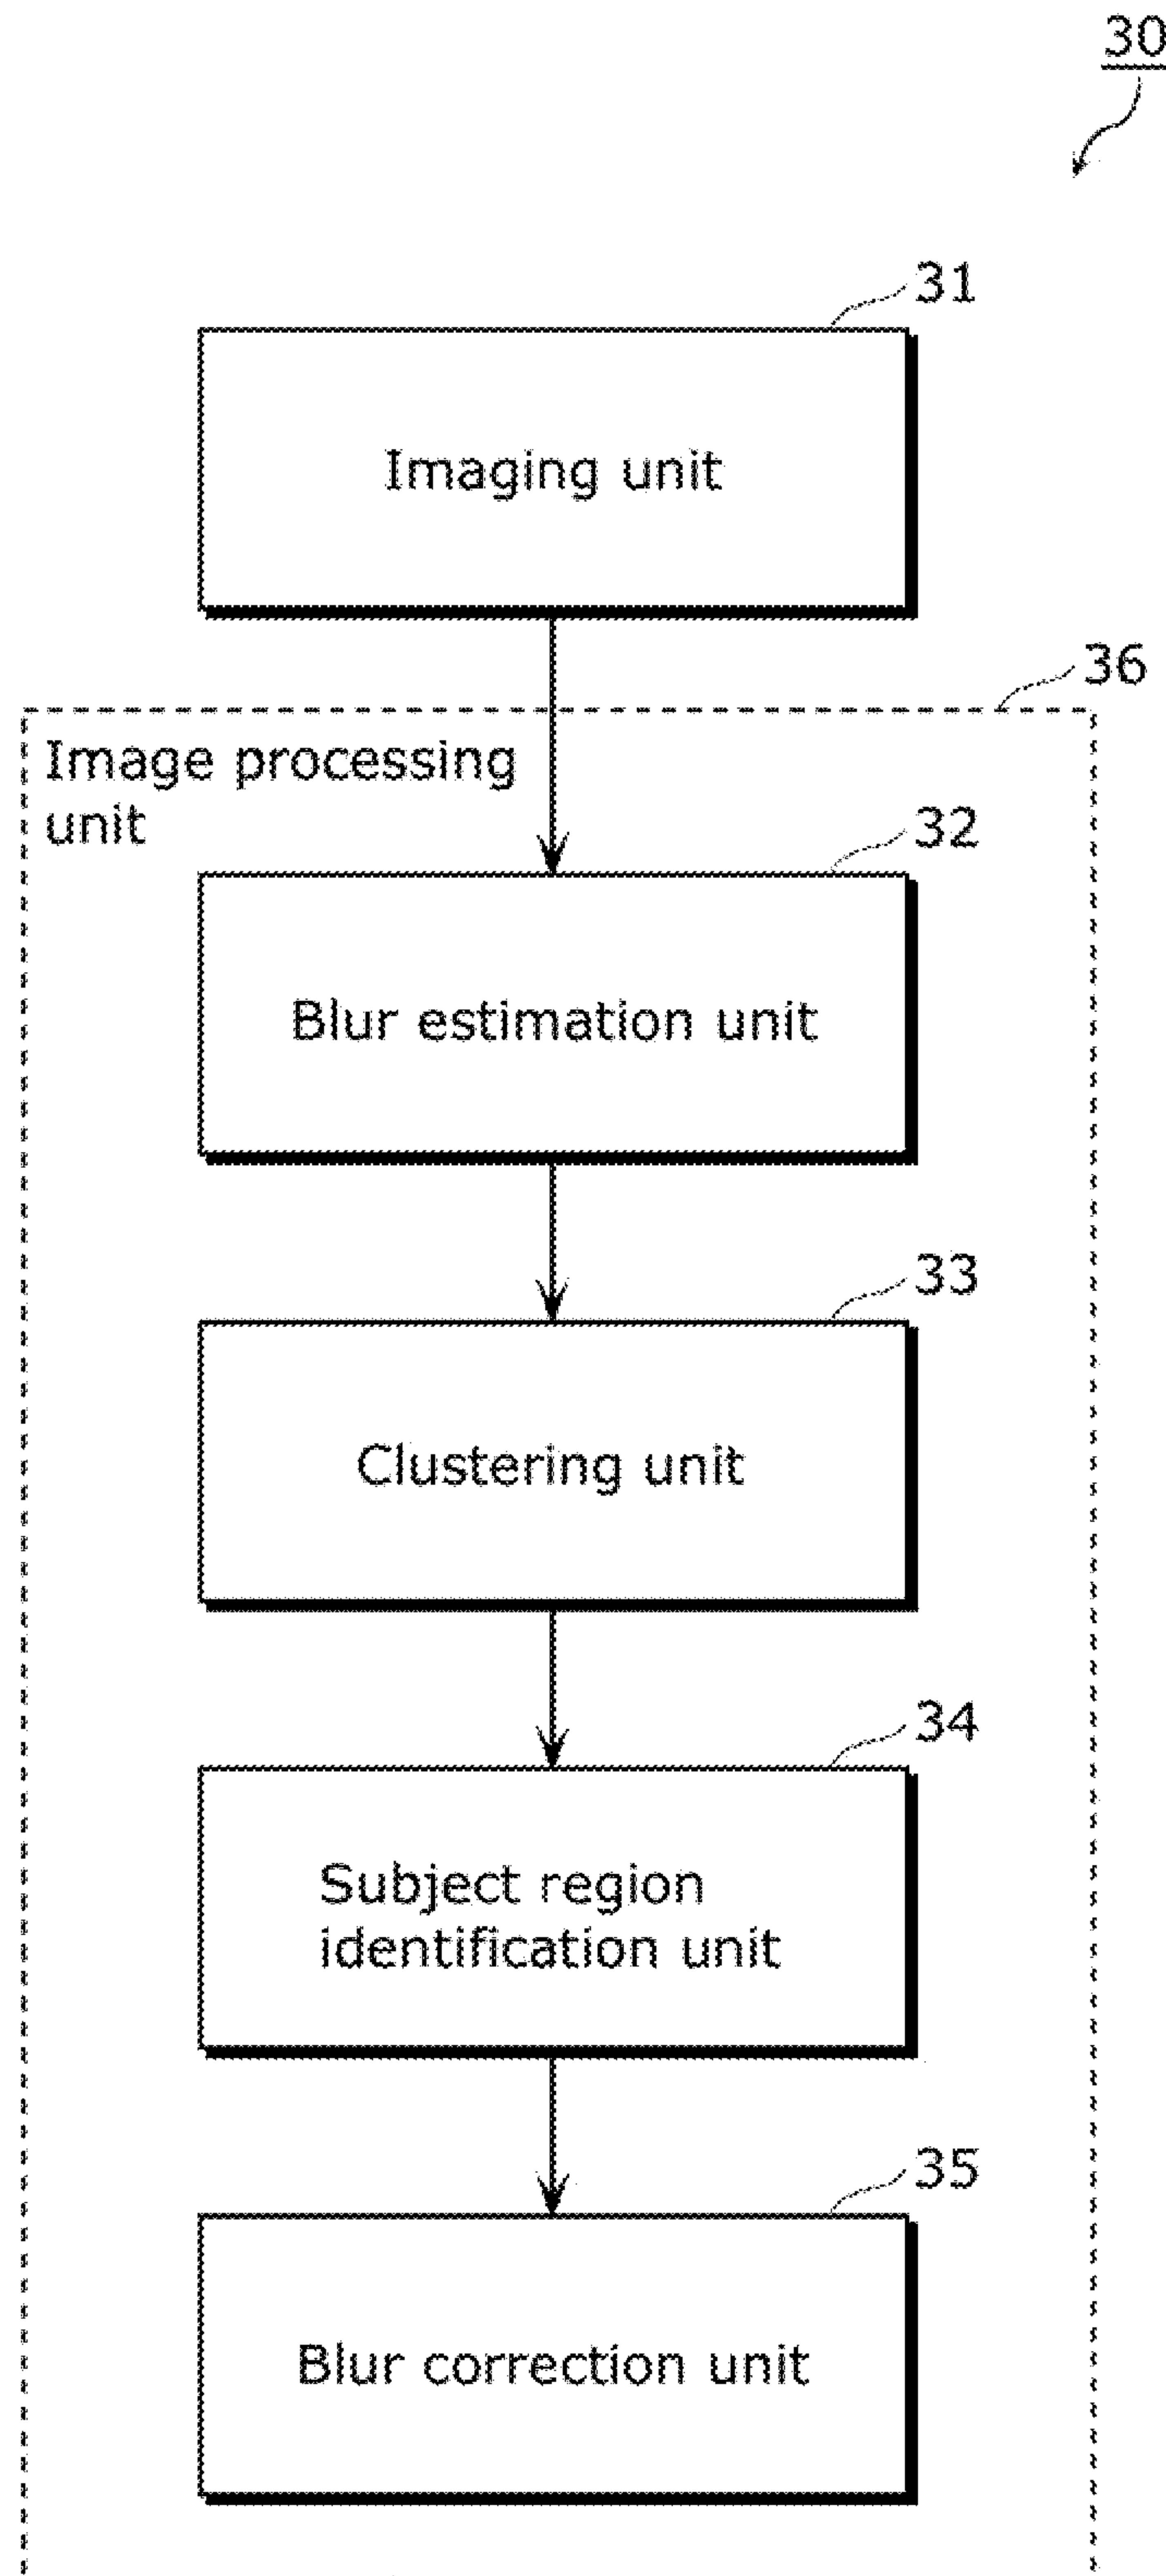 30
31
Imaging unit
36
Image processing
unit
32
Blur estimation unit
33
Clustering unit
34
Subject region
identification unit
35
Blur correction unit